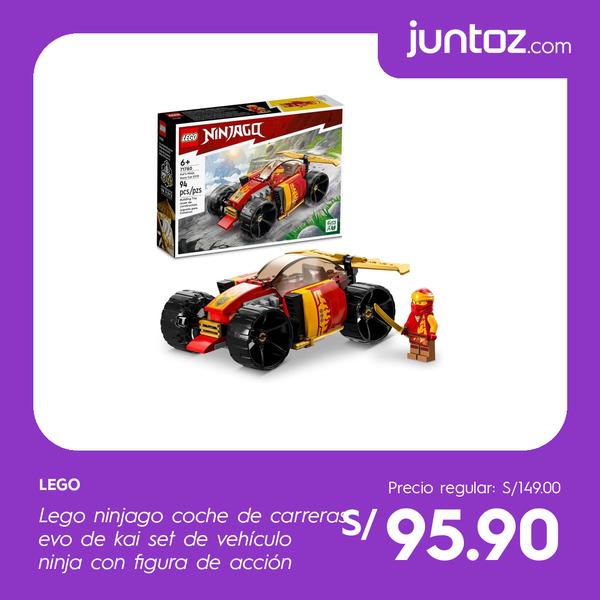 juntoz.com
LEGO NINJAGO
6+
71780
94
pcs/pzs
LEGO
Precio regular: S/149.00
Lego ninjago coche de carreras
evo de kai set de vehículo
ninja con figura de acción
S/ 95.90